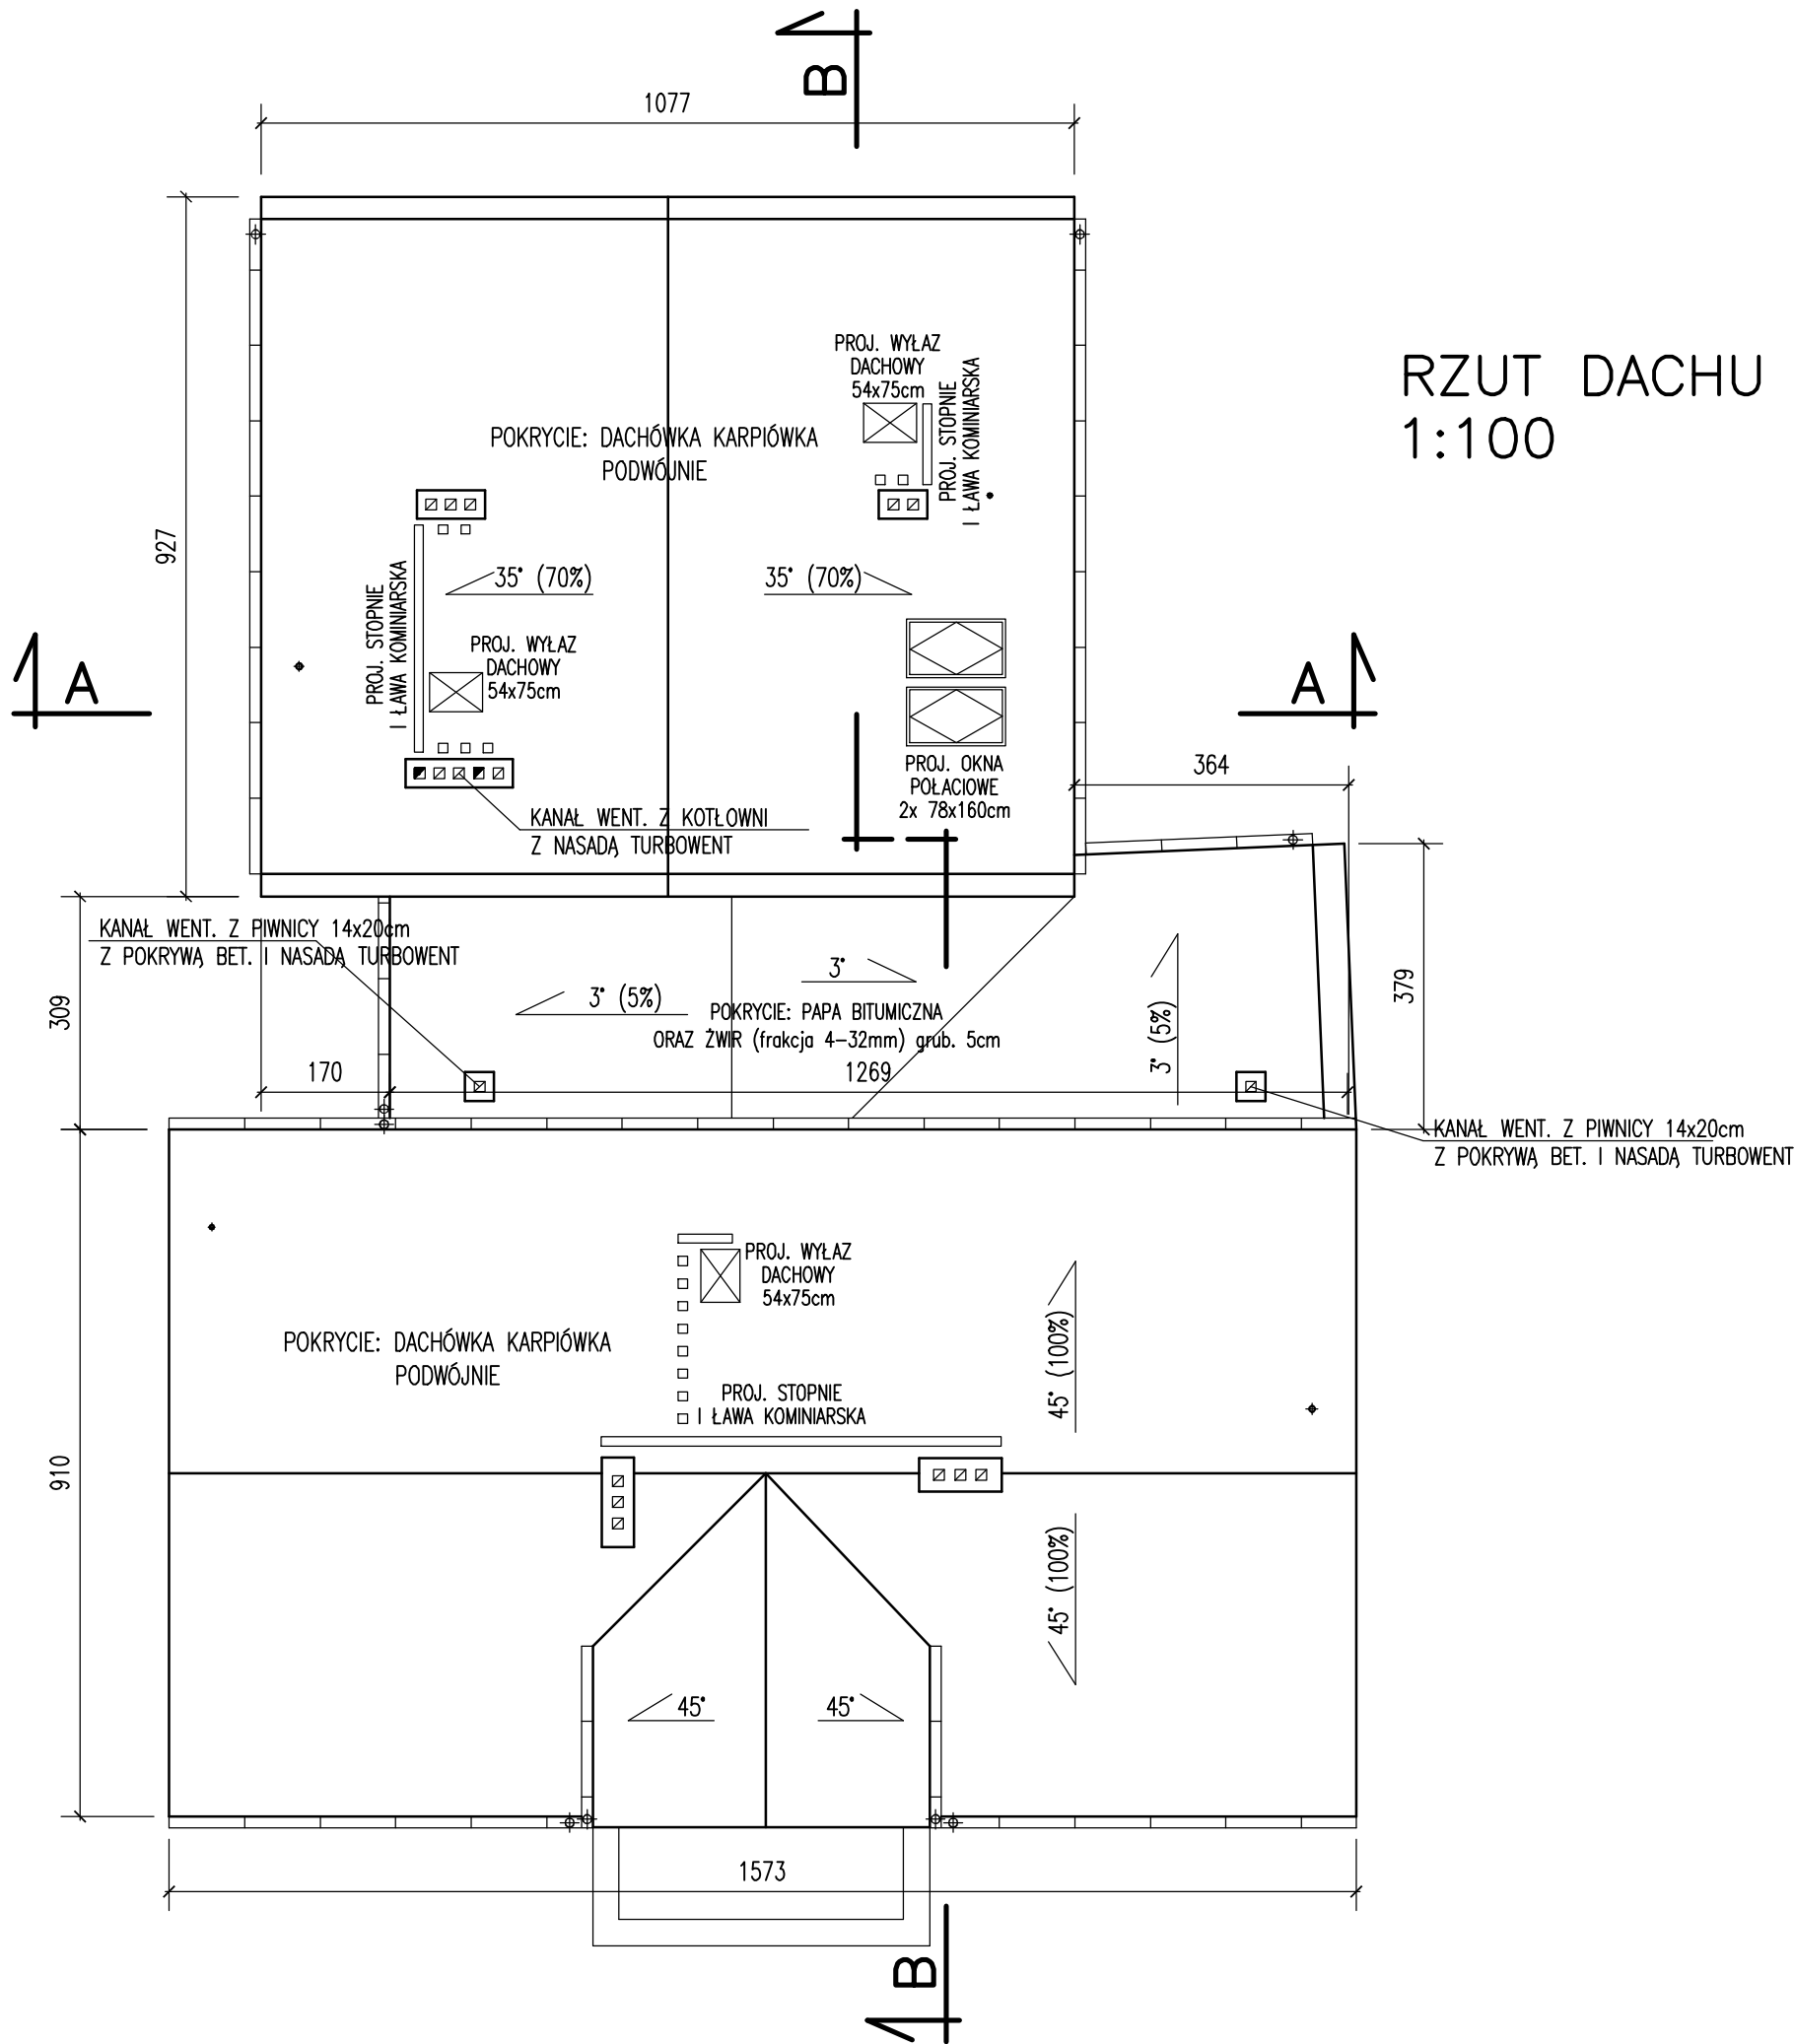 B
1077
RZUT DACHU
1:100
PROJ. WYŁAZ
DACHOWY
54x75cm
PROJ. STOPNIE
I ŁAWA KOMINIARSKA
POKRYCIE: DACHÓWKA KARPIÓWKA
PODWÓJNIE
927
35° (70%)
35° (70%)
PROJ. STOPNIE
I ŁAWA KOMINIARSKA
PROJ. WYŁAZ
DACHOWY
54x75cm
A
A
PROJ. OKNA
POŁACIOWE
2x 78x160cm
364
KANAŁ WENT. Z KOTŁOWNI
Z NASADĄ TURBOWENT
KANAŁ WENT. Z PIWNICY 14x20cm
Z POKRYWĄ BET. I NASADĄ TURBOWENT
309
3° (5%)
3°
POKRYCIE: PAPA BITUMICZNA
ORAZ ŻWIR (frakcja 4-32mm) grub. 5cm
3° (5%)
379
170
1269
KANAŁ WENT. Z PIWNICY 14x20cm
Z POKRYWĄ BET. I NASADĄ TURBOWENT
PROJ. WYŁAZ
DACHOWY
54x75cm
POKRYCIE: DACHÓWKA KARPIÓWKA
PODWÓJNIE
45° (100%)
PROJ. STOPNIE
I ŁAWA KOMINIARSKA
910
45° (100%)
45°
45°
1573
B